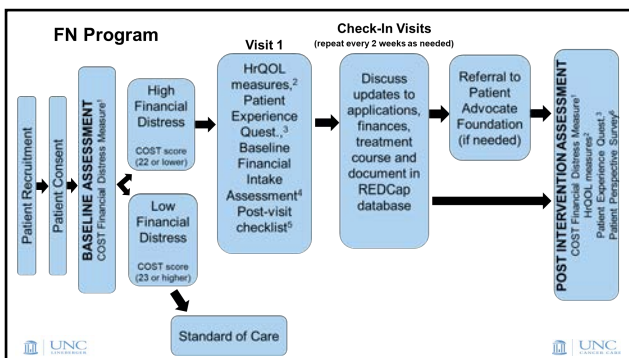 FN Program
Patient Recruitment
Patient Consent
BASELINE ASSESSMENT
COST Financial Distress Measure¹
High
Financial
Distress
COST score
(22 or lower)
Low
Financial
Distress
COST score
(23 or higher)
Standard of Care
Visit 1
HrQOL
measures,²
Patient
Experience
Quest.,³
Baseline
Financial
Intake
Assessment⁴
Post-visit
checklist⁵
Check-In Visits
(repeat every 2 weeks as needed)
Discuss
updates to
applications,
finances,
treatment
course and
document in
REDCap
database
Referral to
Patient
Advocate
Foundation
(if needed)
POST INTERVENTION ASSESSMENT
COST Financial Distress Measure¹
HrQOL measures²
Patient Experience Quest.³
Patient Perspective Survey⁶
UNC
LINEBERGER
UNC
CANCER CARE